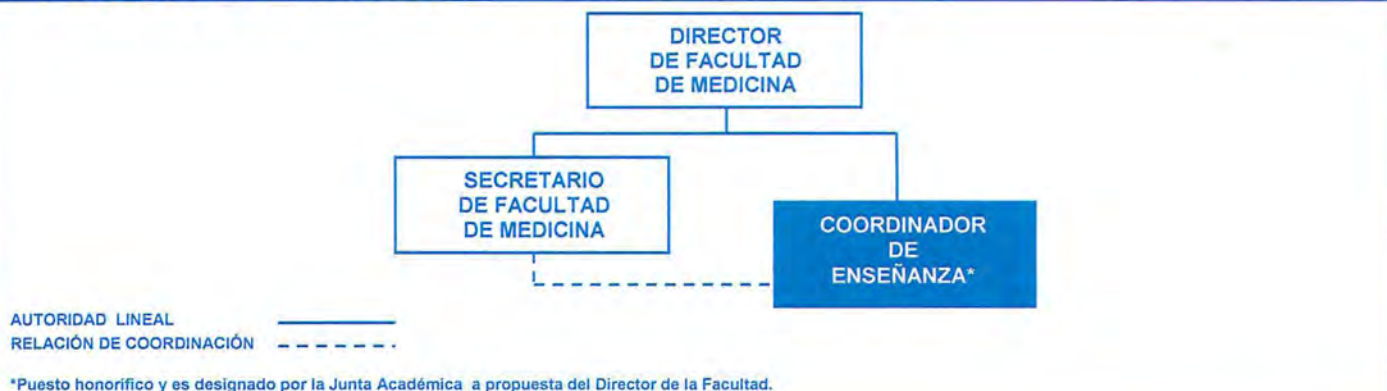 DIRECTOR
DE FACULTAD
DE MEDICINA
SECRETARIO
DE FACULTAD
DE MEDICINA
COORDINADOR
DE
ENSEÑANZA*
AUTORIDAD LINEAL
RELACIÓN DE COORDINACIÓN
*Puesto honorífico y es designado por la Junta Académica a propuesta del Director de la Facultad.